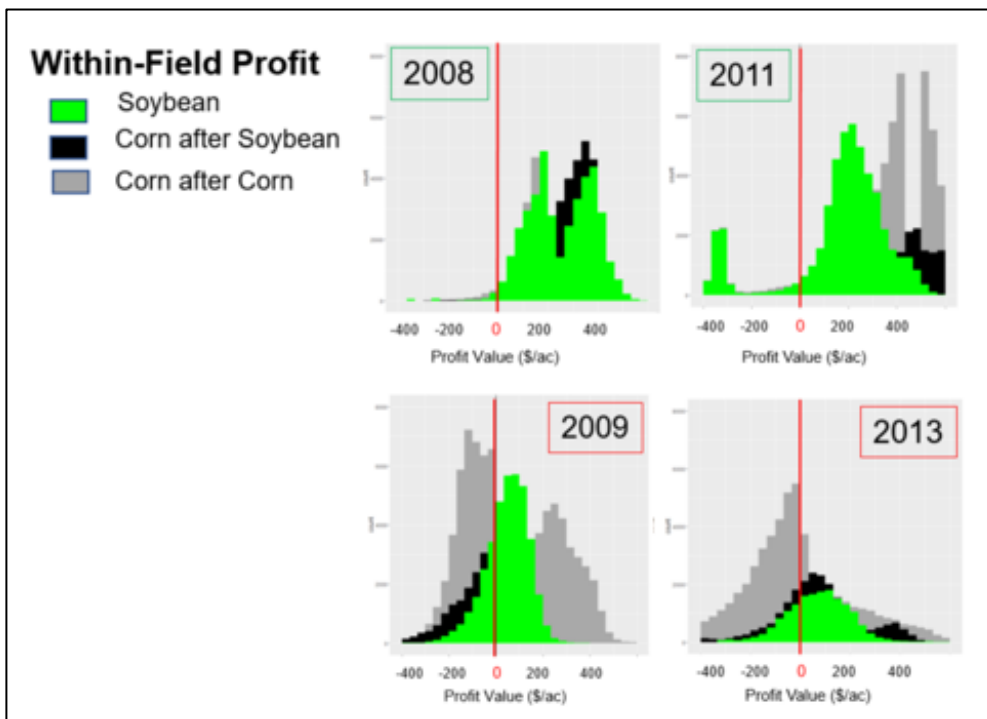 Within-Field Profit
Soybean
Corn after Soybean
Corn after Corn
2008
-400 -200 0 200 400
Profit Value ($/ac)
2011
-400 -200 0 200 400
Profit Value ($/ac)
2009
-400 -200 0 200 400
Profit Value ($/ac)
2013
-400 -200 0 200 400
Profit Value ($/ac)